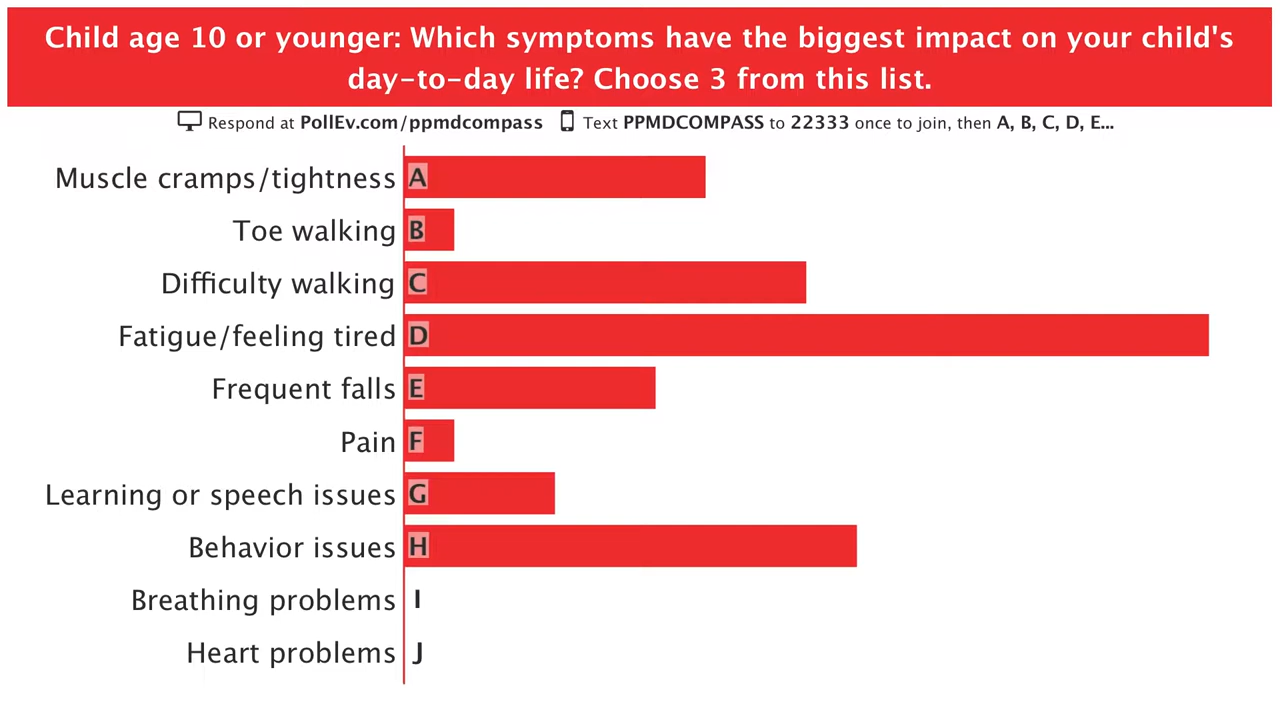 Child age 10 or younger: Which symptoms have the biggest impact on your child's
day-to-day life? Choose 3 from this list.
Respond at PollEv.com/ppmdcompass Text PPMDCOMPASS to 22333 once to join, then A, B, C, D, E...
Muscle cramps/tightness A
Toe walking B
Difficulty walking C
Fatigue/feeling tired D
Frequent falls E
Pain F
Learning or speech issues G
Behavior issues H
Breathing problems I
Heart problems J